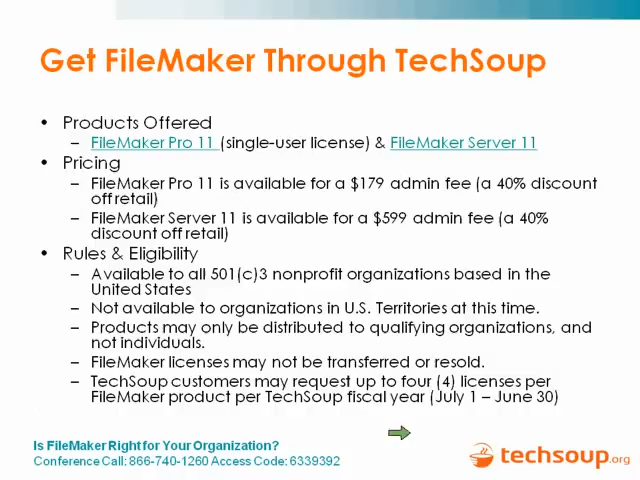 Get FileMaker Through TechSoup
• Products Offered
– FileMaker Pro 11 (single-user license) & FileMaker Server 11
• Pricing
– FileMaker Pro 11 is available for a $179 admin fee (a 40% discount
off retail)
– FileMaker Server 11 is available for a $599 admin fee (a 40%
discount off retail)
• Rules & Eligibility
– Available to all 501(c)3 nonprofit organizations based in the
United States
– Not available to organizations in U.S. Territories at this time.
– Products may only be distributed to qualifying organizations, and
not individuals.
– FileMaker licenses may not be transferred or resold.
– TechSoup customers may request up to four (4) licenses per
FileMaker product per TechSoup fiscal year (July 1 – June 30)
Is FileMaker Right for Your Organization?
Conference Call: 866-740-1260 Access Code: 6339392
techsoup.org